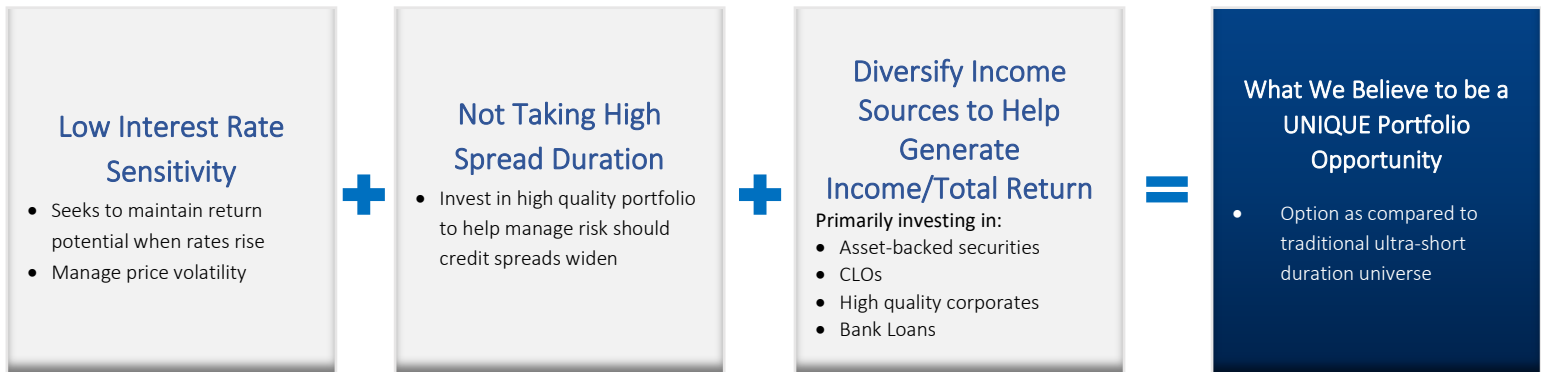 Low Interest Rate
Sensitivity
• Seeks to maintain return
potential when rates rise
• Manage price volatility
+
Not Taking High
Spread Duration
• Invest in high quality portfolio
to help manage risk should
credit spreads widen
+
Diversify Income
Sources to Help
Generate
Income/Total Return
Primarily investing in:
• Asset-backed securities
• CLOs
• High quality corporates
• Bank Loans
=
What We Believe to be a
UNIQUE Portfolio
Opportunity
• Option as compared to
traditional ultra-short
duration universe